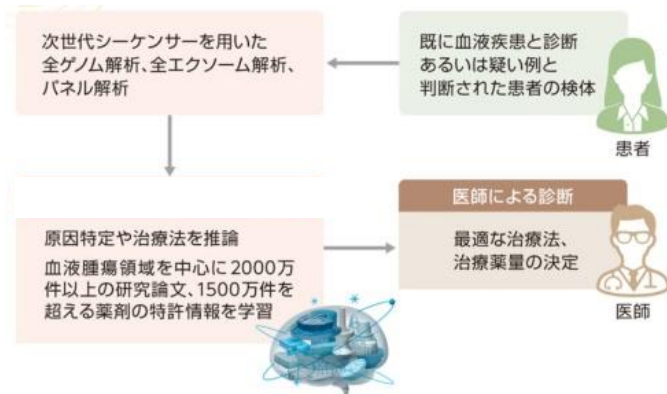 次世代シーケンサーを用いた
全ゲノム解析、全エクソーム解析、
パネル解析
既に血液疾患と診断
あるいは疑い例と
判断された患者の検体
患者
原因特定や治療法を推論
血液腫瘍領域を中心に2000万
件以上の研究論文、1500万件を
超える薬剤の特許情報を学習
医師による診断
最適な治療法、
治療薬量の決定
医師